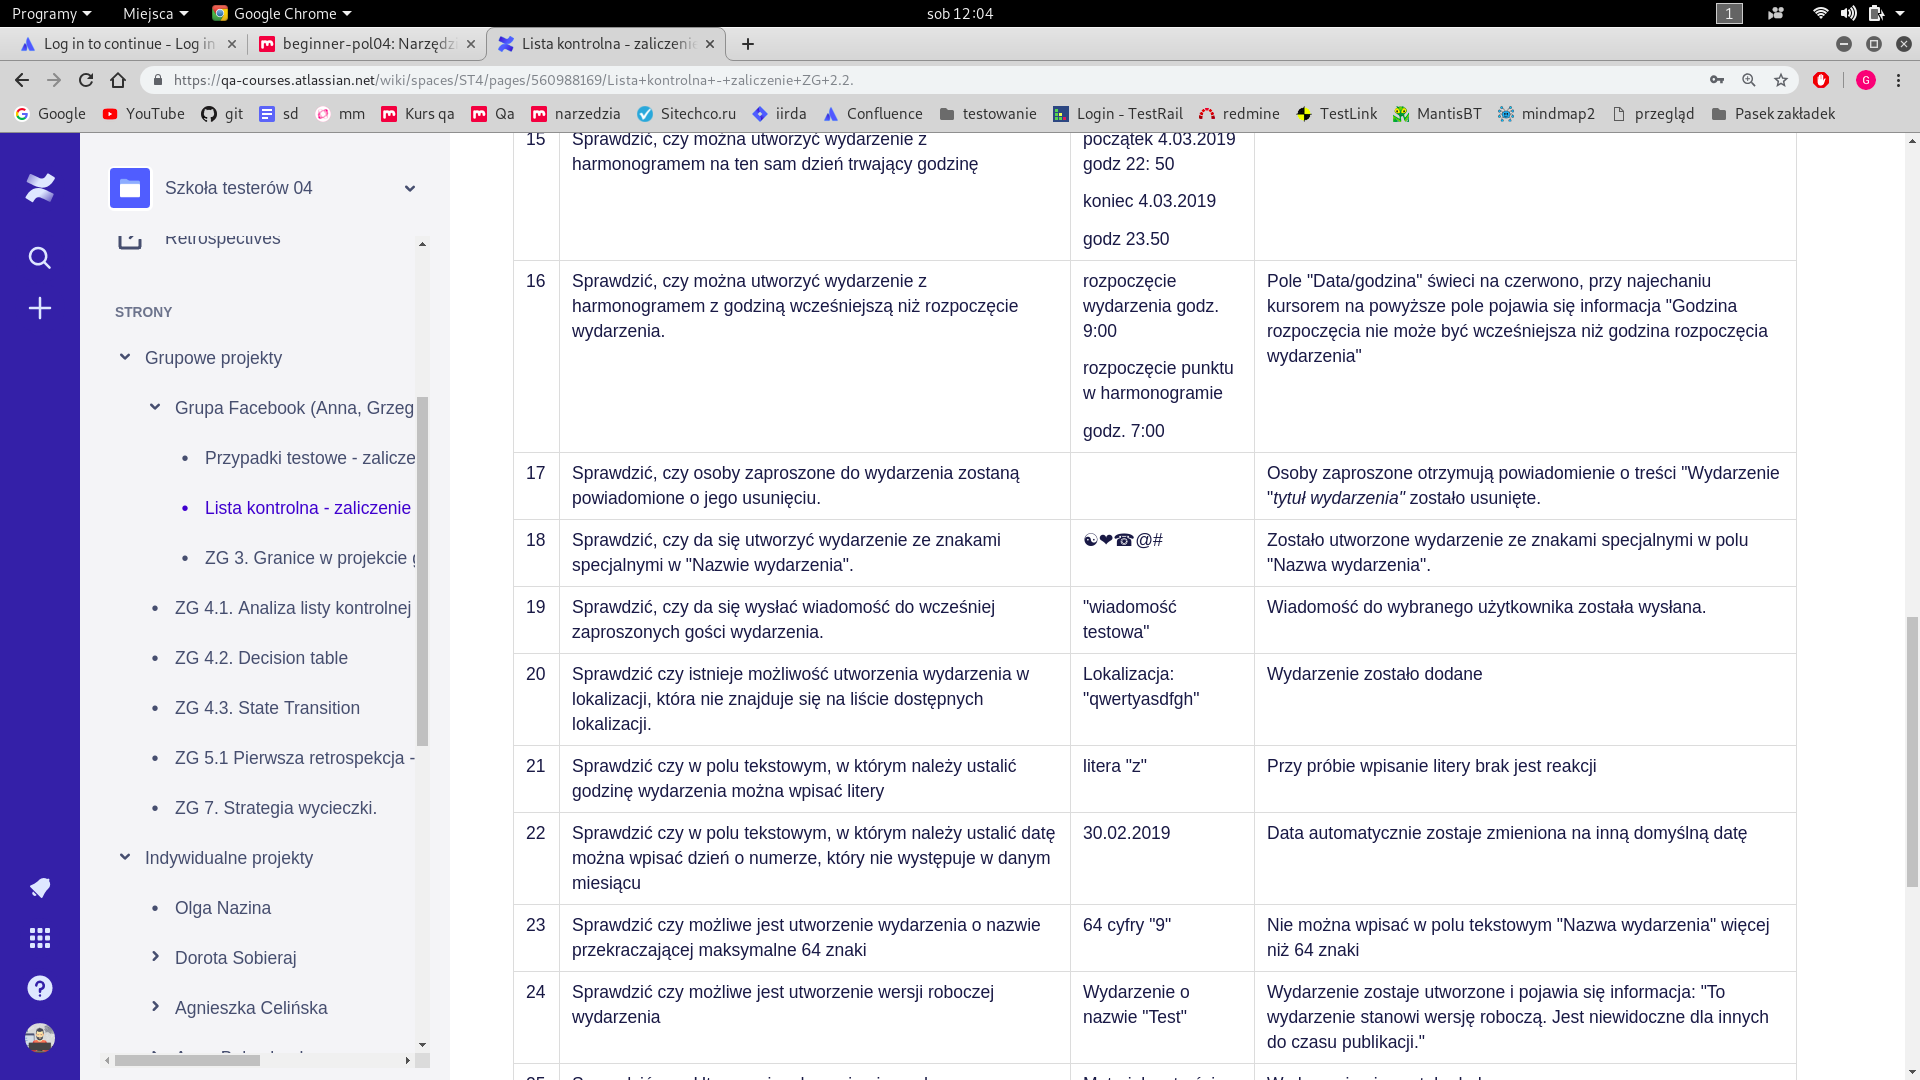 Programy
Miejsca
Google Chrome
sob 12:04
1
Log in to continue - Log in
beginner-pol04: Narzędzi
Lista kontrolna - zaliczenie
https://qa-courses.atlassian.net/wiki/spaces/ST4/pages/560988169/Lista+kontrolna+-+zaliczenie+ZG+2.2.
G
Google
YouTube
git
sd
mm
Kurs qa
Qa
narzedzia
Sitechco.ru
iirda
Confluence
testowanie
Login - TestRail
redmine
TestLink
MantisBT
mindmap2
przegląd
Pasek zakładek
Szkoła testerów 04
Retrospectives
STRONY
Grupowe projekty
Grupa Facebook (Anna, Grzeg
Przypadki testowe - zalicze
Lista kontrolna - zaliczenie
ZG 3. Granice w projekcie g
ZG 4.1. Analiza listy kontrolnej
ZG 4.2. Decision table
ZG 4.3. State Transition
ZG 5.1 Pierwsza retrospekcja -
ZG 7. Strategia wycieczki.
Indywidualne projekty
Olga Nazina
Dorota Sobieraj
Agnieszka Celińska
15
Sprawdzić, czy można utworzyć wydarzenie z
harmonogramem na ten sam dzień trwający godzinę
początek 4.03.2019
godz 22: 50
koniec 4.03.2019
godz 23.50
16
Sprawdzić, czy można utworzyć wydarzenie z
harmonogramem z godziną wcześniejszą niż rozpoczęcie
wydarzenia.
rozpoczęcie
wydarzenia godz.
9:00
rozpoczęcie punktu
w harmonogramie
godz. 7:00
Pole "Data/godzina" świeci na czerwono, przy najechaniu
kursorem na powyższe pole pojawia się informacja "Godzina
rozpoczęcia nie może być wcześniejsza niż godzina rozpoczęcia
wydarzenia"
17
Sprawdzić, czy osoby zaproszone do wydarzenia zostaną
powiadomione o jego usunięciu.
Osoby zaproszone otrzymują powiadomienie o treści "Wydarzenie
"tytuł wydarzenia" zostało usunięte.
18
Sprawdzić, czy da się utworzyć wydarzenie ze znakami
specjalnymi w "Nazwie wydarzenia".
☯❤☎@#
Zostało utworzone wydarzenie ze znakami specjalnymi w polu
"Nazwa wydarzenia".
19
Sprawdzić, czy da się wysłać wiadomość do wcześniej
zaproszonych gości wydarzenia.
"wiadomość
testowa"
Wiadomość do wybranego użytkownika została wysłana.
20
Sprawdzić czy istnieje możliwość utworzenia wydarzenia w
lokalizacji, która nie znajduje się na liście dostępnych
lokalizacji.
Lokalizacja:
"qwertyasdfgh"
Wydarzenie zostało dodane
21
Sprawdzić czy w polu tekstowym, w którym należy ustalić
godzinę wydarzenia można wpisać litery
litera "z"
Przy próbie wpisanie litery brak jest reakcji
22
Sprawdzić czy w polu tekstowym, w którym należy ustalić datę
można wpisać dzień o numerze, który nie występuje w danym
miesiącu
30.02.2019
Data automatycznie zostaje zmieniona na inną domyślną datę
23
Sprawdzić czy możliwe jest utworzenie wydarzenia o nazwie
przekraczającej maksymalne 64 znaki
64 cyfry "9"
Nie można wpisać w polu tekstowym "Nazwa wydarzenia" więcej
niż 64 znaki
24
Sprawdzić czy możliwe jest utworzenie wersji roboczej
wydarzenia
Wydarzenie o
nazwie "Test"
Wydarzenie zostaje utworzone i pojawia się informacja: "To
wydarzenie stanowi wersję roboczą. Jest niewidoczne dla innych
do czasu publikacji."